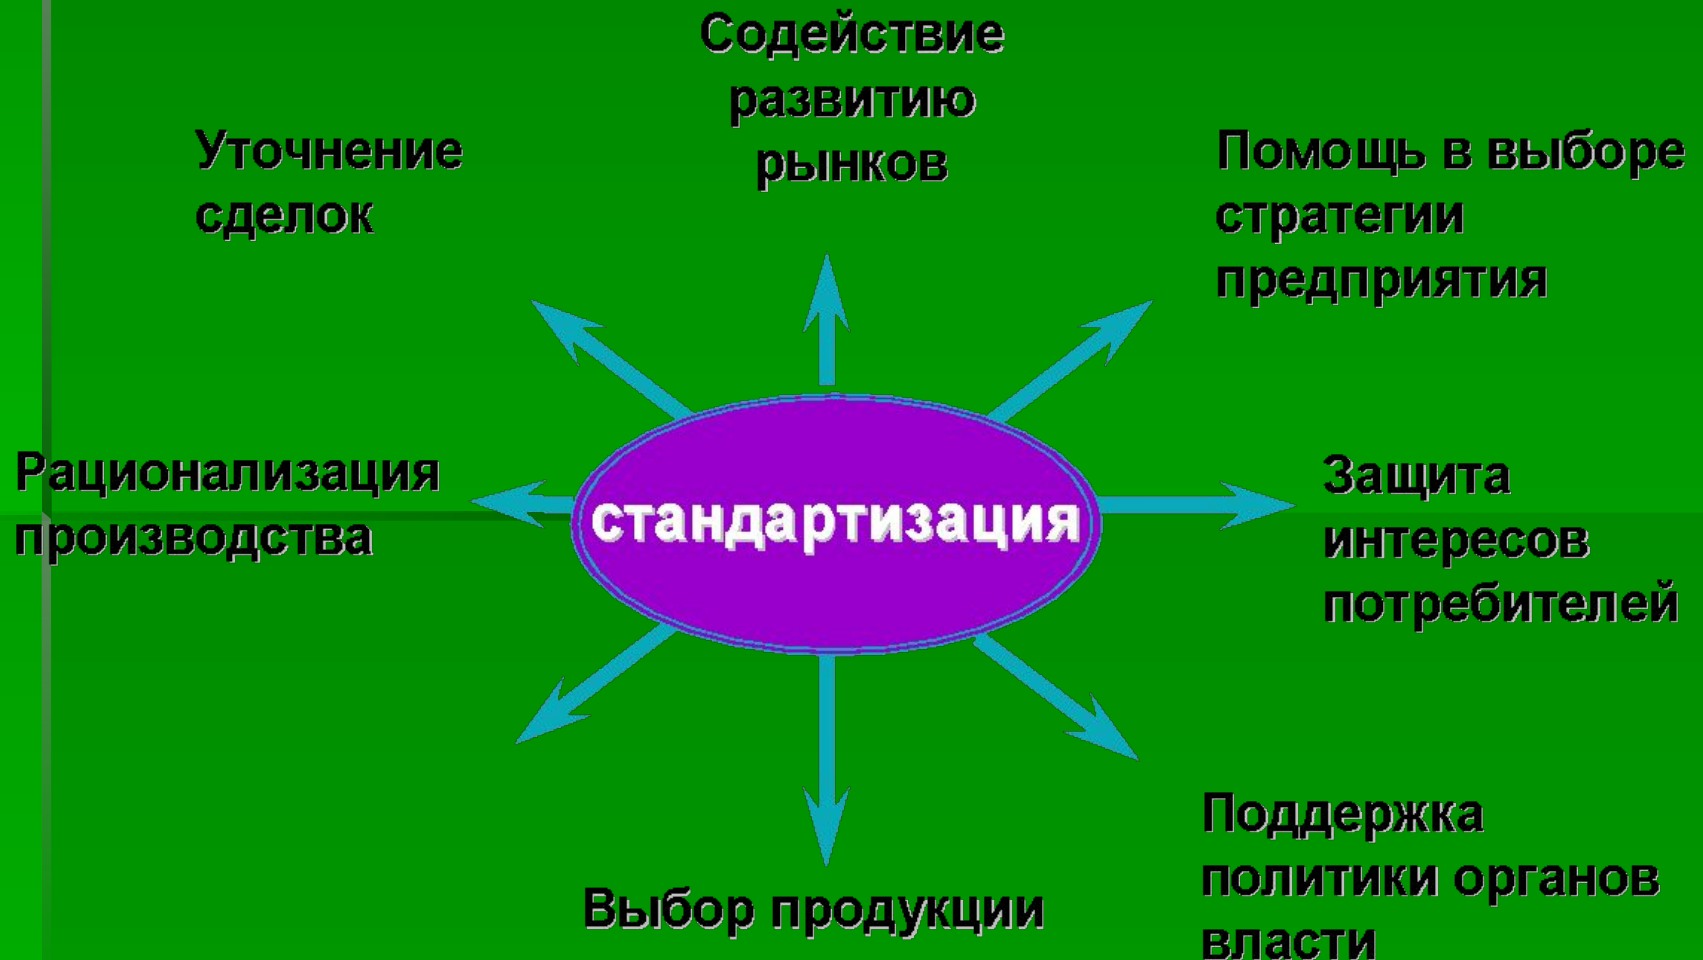 Содействие
развитию
рынков
Уточнение
сделок
Помощь в выборе
стратегии
предприятия
Рационализация
производства
стандартизация
Защита
интересов
потребителей
Выбор продукции
Поддержка
политики органов
власти